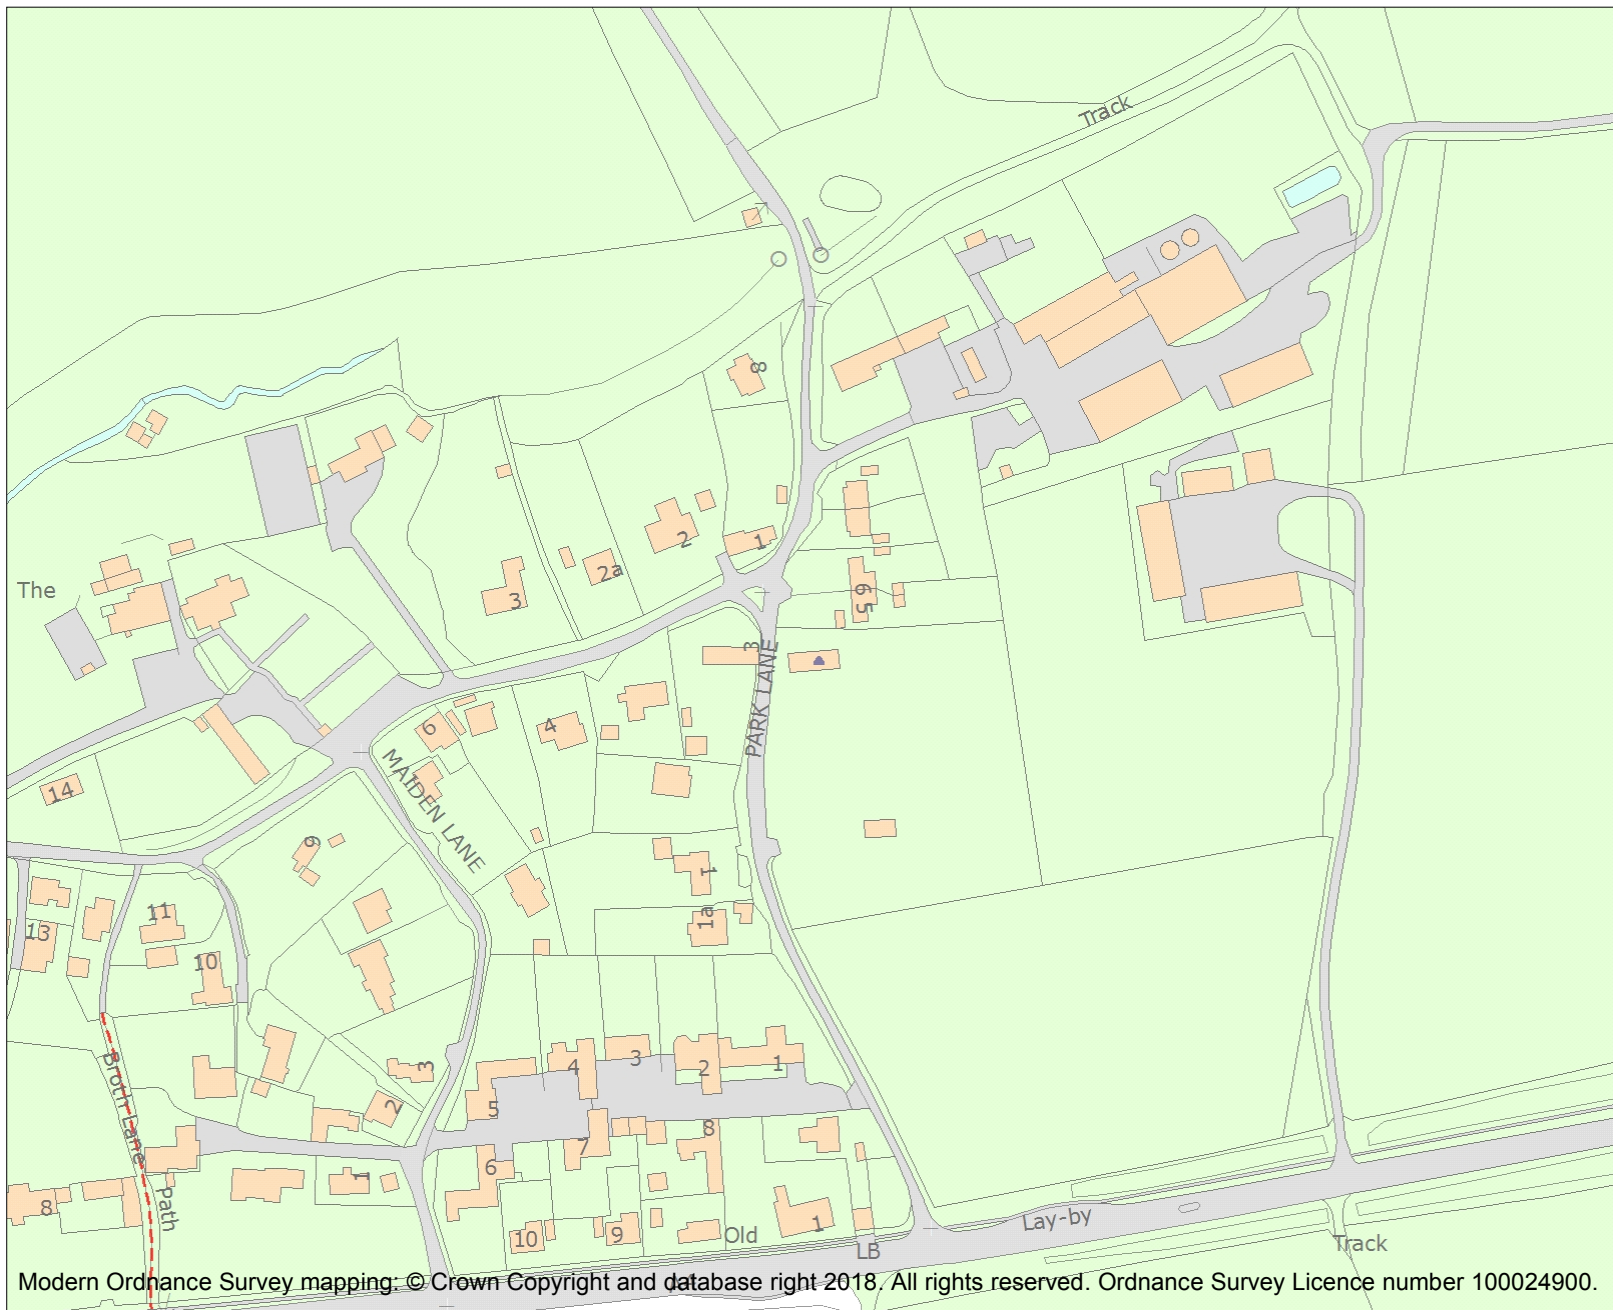 Track
8
2
1
2a
3
The
6 5
3
PARK LANE
6
4
MAIDEN LANE
14
9
1
11
1a
13
10
3
4
3
2
1
2
5
Broth Lane
8
7
6
1
8
Path
1
Lay-by
10
9
Old
LB
Track
Modern Ordnance Survey mapping: © Crown Copyright and database right 2018. All rights reserved. Ordnance Survey Licence number 100024900.